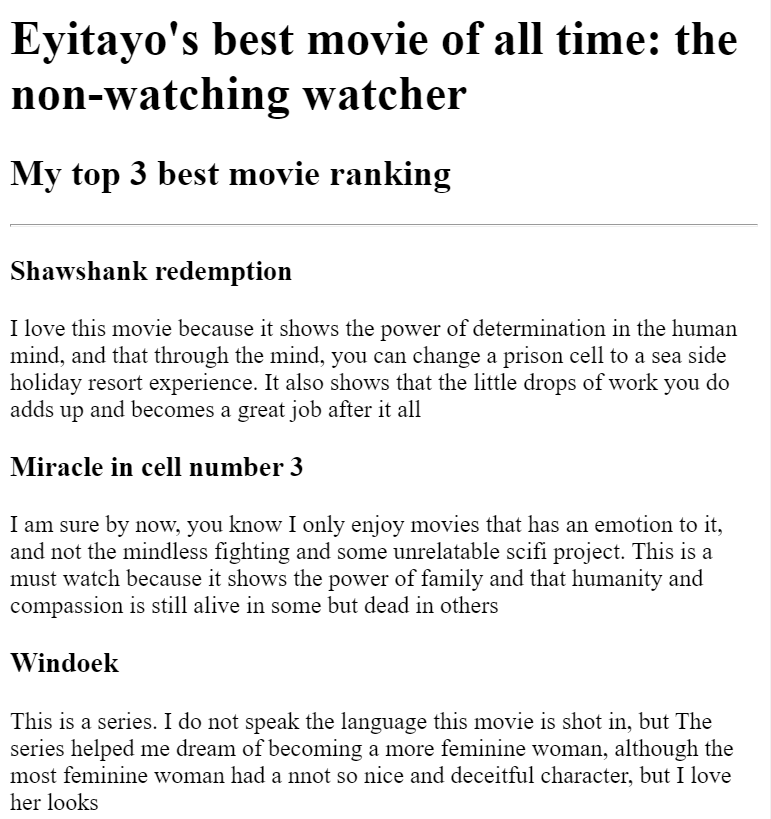 Eyitayo's best movie of all time: the
non-watching watcher
My top 3 best movie ranking
Shawshank redemption
I love this movie because it shows the power of determination in the human
mind, and that through the mind, you can change a prison cell to a sea side
holiday resort experience. It also shows that the little drops of work you do
adds up and becomes a great job after it all
Miracle in cell number 3
I am sure by now, you know I only enjoy movies that has an emotion to it,
and not the mindless fighting and some unrelatable scifi project. This is a
must watch because it shows the power of family and that humanity and
compassion is still alive in some but dead in others
Windoek
This is a series. I do not speak the language this movie is shot in, but The
series helped me dream of becoming a more feminine woman, although the
most feminine woman had a nnot so nice and deceitful character, but I love
her looks